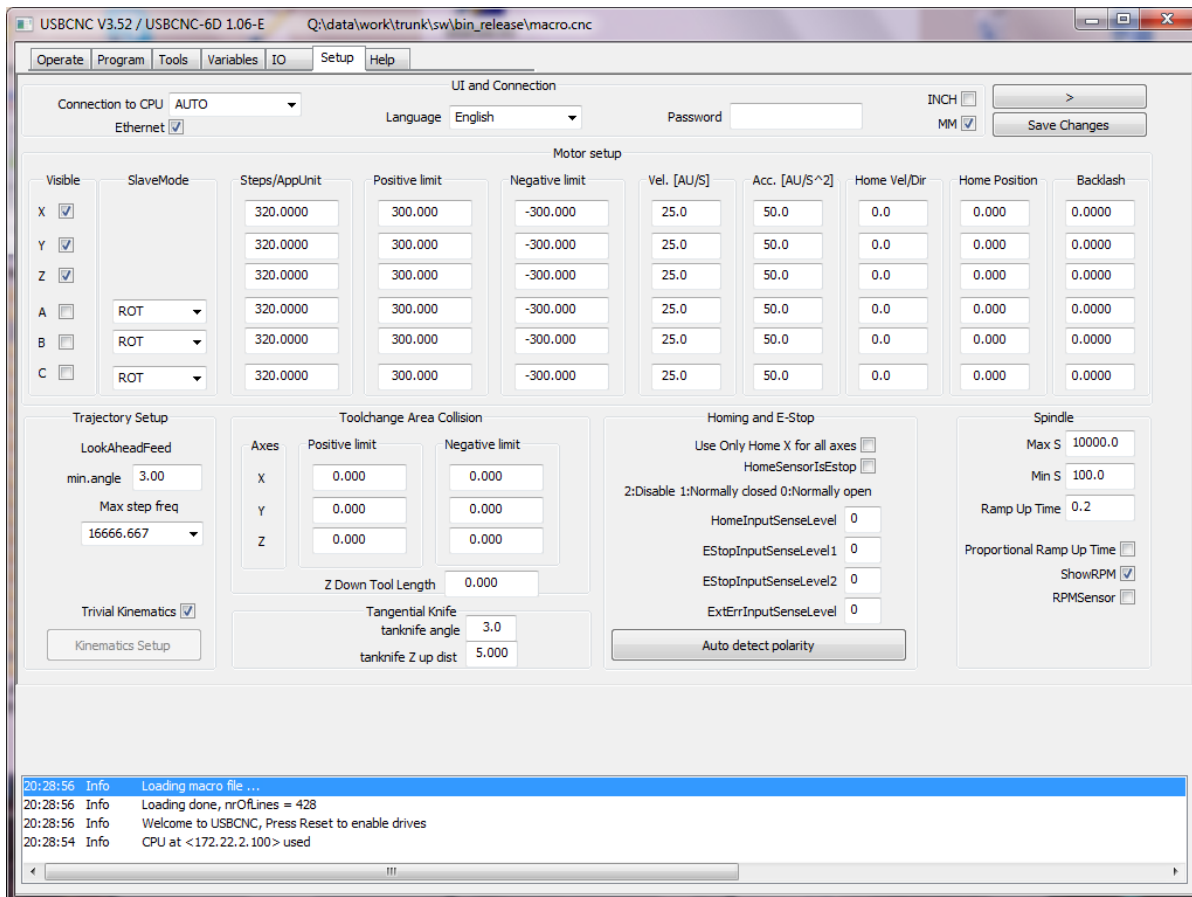 USBCNC V3.52 / USBCNC-6D 1.06-E Q:\data\work\trunk\sw\bin_release\macro.cnc
Operate Program Tools Variables IO Setup Help
UI and Connection
Connection to CPU AUTO
Ethernet
Language English
Password
INCH
MM
>
Save Changes
Motor setup
Visible SlaveMode Steps/AppUnit Positive limit Negative limit Vel. [AU/S] Acc. [AU/S^2] Home Vel/Dir Home Position Backlash
X 320.0000 300.000 -300.000 25.0 50.0 0.0 0.000 0.0000
Y 320.0000 300.000 -300.000 25.0 50.0 0.0 0.000 0.0000
Z 320.0000 300.000 -300.000 25.0 50.0 0.0 0.000 0.0000
A ROT 320.0000 300.000 -300.000 25.0 50.0 0.0 0.000 0.0000
B ROT 320.0000 300.000 -300.000 25.0 50.0 0.0 0.000 0.0000
C ROT 320.0000 300.000 -300.000 25.0 50.0 0.0 0.000 0.0000
Trajectory Setup
LookAheadFeed
min.angle 3.00
Max step freq
16666.667
Trivial Kinematics
Kinematics Setup
Toolchange Area Collision
Axes Positive limit Negative limit
X 0.000 0.000
Y 0.000 0.000
Z 0.000 0.000
Z Down Tool Length 0.000
Tangential Knife
tanknife angle 3.0
tanknife Z up dist 5.000
Homing and E-Stop
Use Only Home X for all axes
HomeSensorIsEstop
2:Disable 1:Normally closed 0:Normally open
HomeInputSenseLevel 0
EStopInputSenseLevel1 0
EStopInputSenseLevel2 0
ExtErrInputSenseLevel 0
Auto detect polarity
Spindle
Max S 10000.0
Min S 100.0
Ramp Up Time 0.2
Proportional Ramp Up Time
ShowRPM
RPMSensor
20:28:56 Info Loading macro file ...
20:28:56 Info Loading done, nrOfLines = 428
20:28:56 Info Welcome to USBCNC, Press Reset to enable drives
20:28:54 Info CPU at <172.22.2.100> used